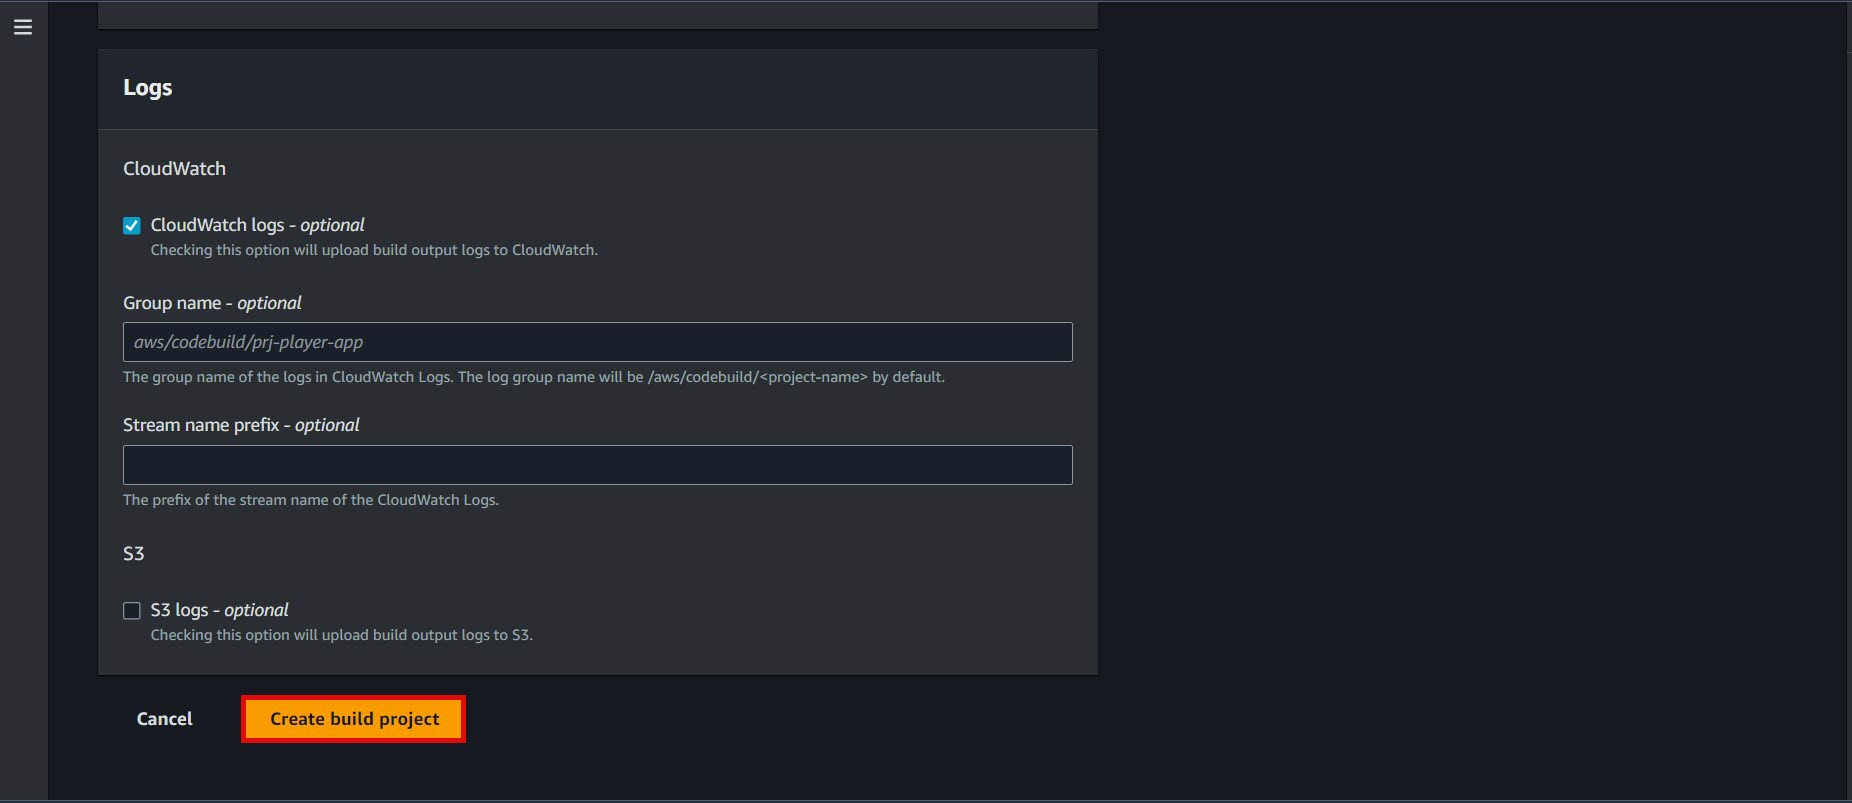 Logs
CloudWatch
CloudWatch logs - optional
Checking this option will upload build output logs to CloudWatch.
Group name - optional
aws/codebuild/prj-player-app
The group name of the logs in CloudWatch Logs. The log group name will be /aws/codebuild/<project-name> by default.
Stream name prefix - optional
The prefix of the stream name of the CloudWatch Logs.
S3
S3 logs - optional
Checking this option will upload build output logs to S3.
Cancel
Create build project